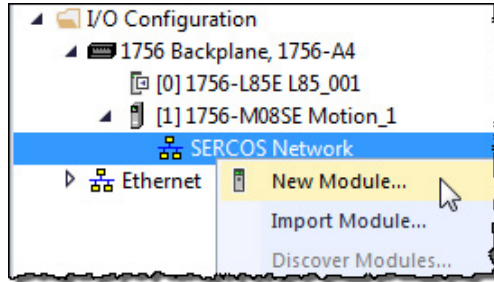 I/O Configuration
1756 Backplane, 1756-A4
[0] 1756-L85E L85_001
[1] 1756-M08SE Motion_1
SERCOS Network
Ethernet
New Module...
Import Module...
Discover Modules...